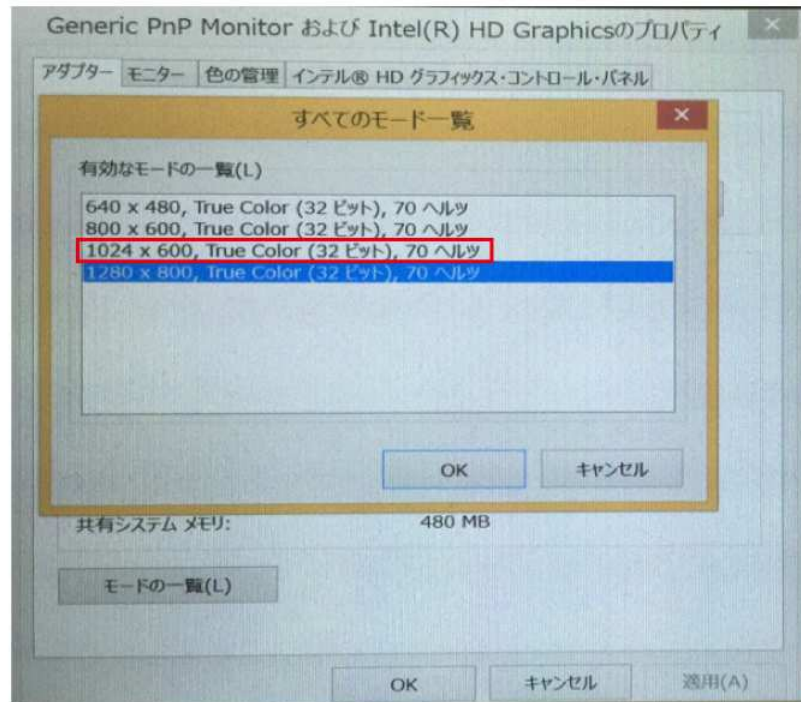 Generic PnP Monitor および Intel(R) HD Graphicsのプロパティ
アダプター モニター 色の管理 インテル® HD グラフィックス・コントロール・パネル
すべてのモード一覧
有効なモードの一覧(L)
640 x 480, True Color (32 ビット), 70 ヘルツ
800 x 600, True Color (32 ビット), 70 ヘルツ
1024 x 600, True Color (32 ビット), 70 ヘルツ
1280 x 800, True Color (32 ビット), 70 ヘルツ
OK キャンセル
共有システム メモリ: 480 MB
モードの一覧(L)
OK キャンセル 適用(A)